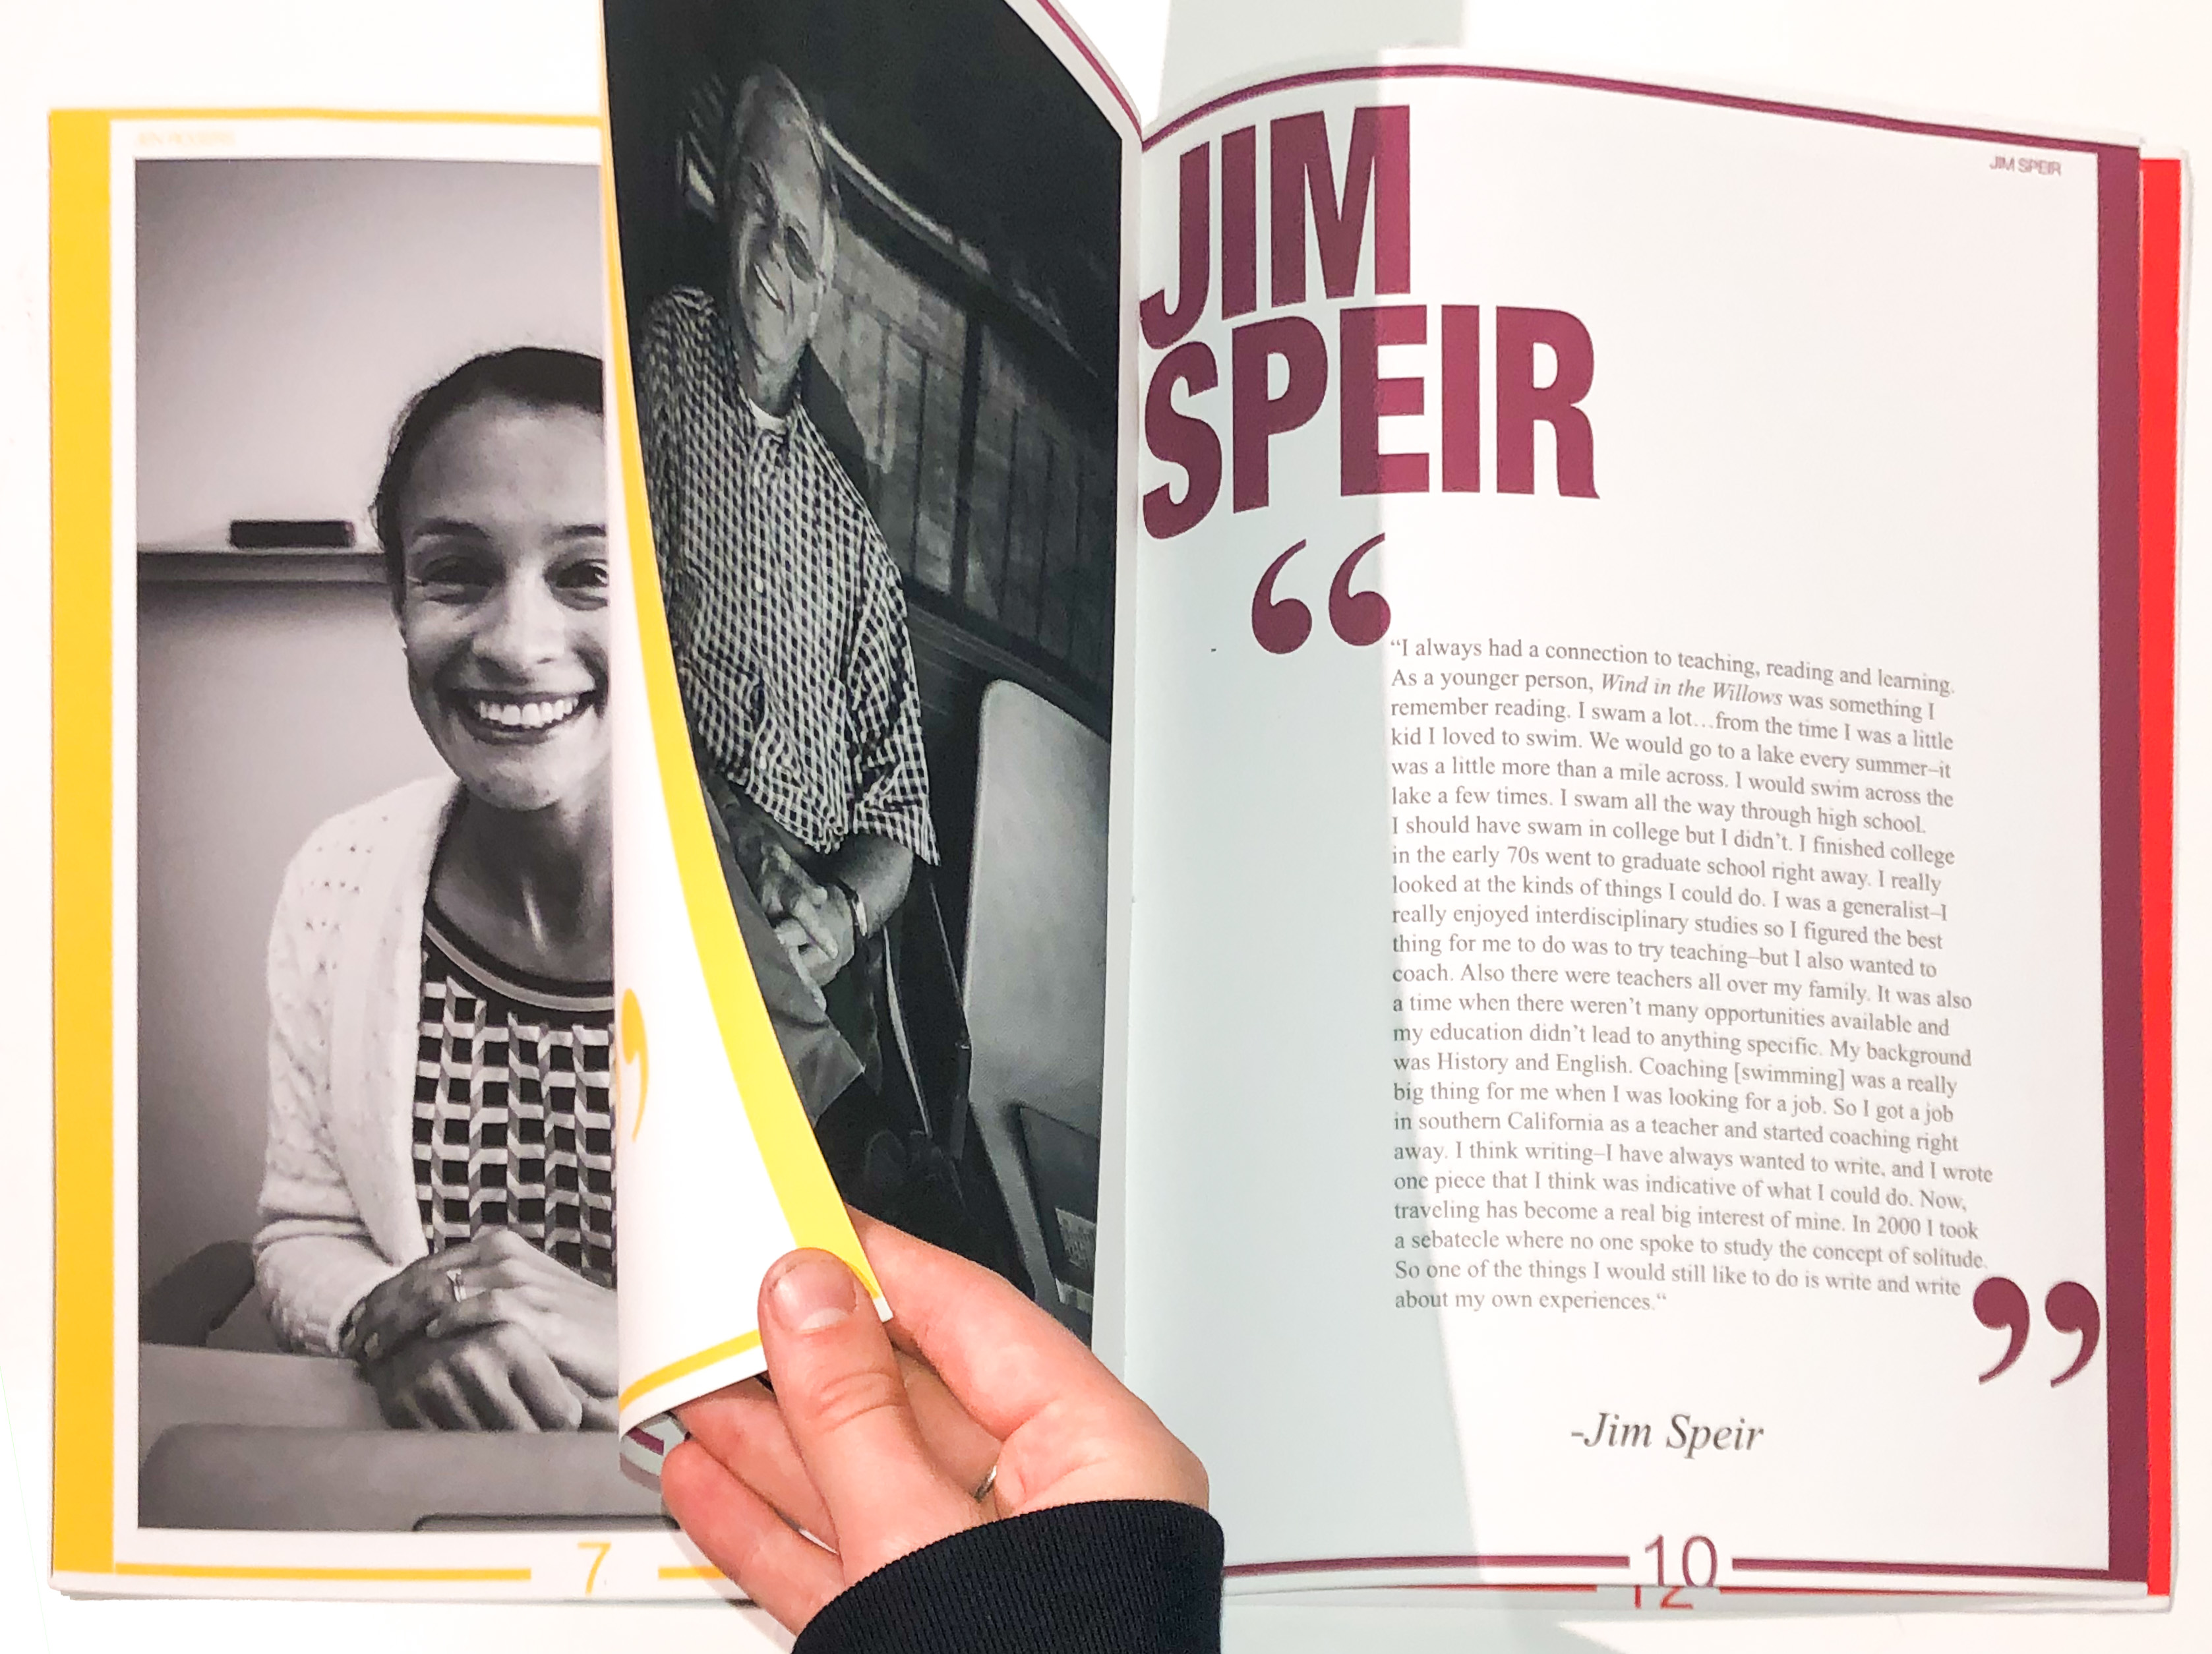 7
JIM SPEIR
JIM
SPEIR
“
“I always had a connection to teaching, reading and learning.
As a younger person, Wind in the Willows was something I
remember reading. I swam a lot…from the time I was a little
kid I loved to swim. We would go to a lake every summer–it
was a little more than a mile across. I would swim across the
lake a few times. I swam all the way through high school.
I should have swam in college but I didn’t. I finished college
in the early 70s went to graduate school right away. I really
looked at the kinds of things I could do. I was a generalist–I
really enjoyed interdisciplinary studies so I figured the best
thing for me to do was to try teaching–but I also wanted to
coach. Also there were teachers all over my family. It was also
a time when there weren’t many opportunities available and
my education didn’t lead to anything specific. My background
was History and English. Coaching [swimming] was a really
big thing for me when I was looking for a job. So I got a job
in southern California as a teacher and started coaching right
away. I think writing–I have always wanted to write, and I wrote
one piece that I think was indicative of what I could do. Now,
traveling has become a real big interest of mine. In 2000 I took
a sebatecle where no one spoke to study the concept of solitude.
So one of the things I would still like to do is write and write
about my own experiences.“
”
-Jim Speir
10
12